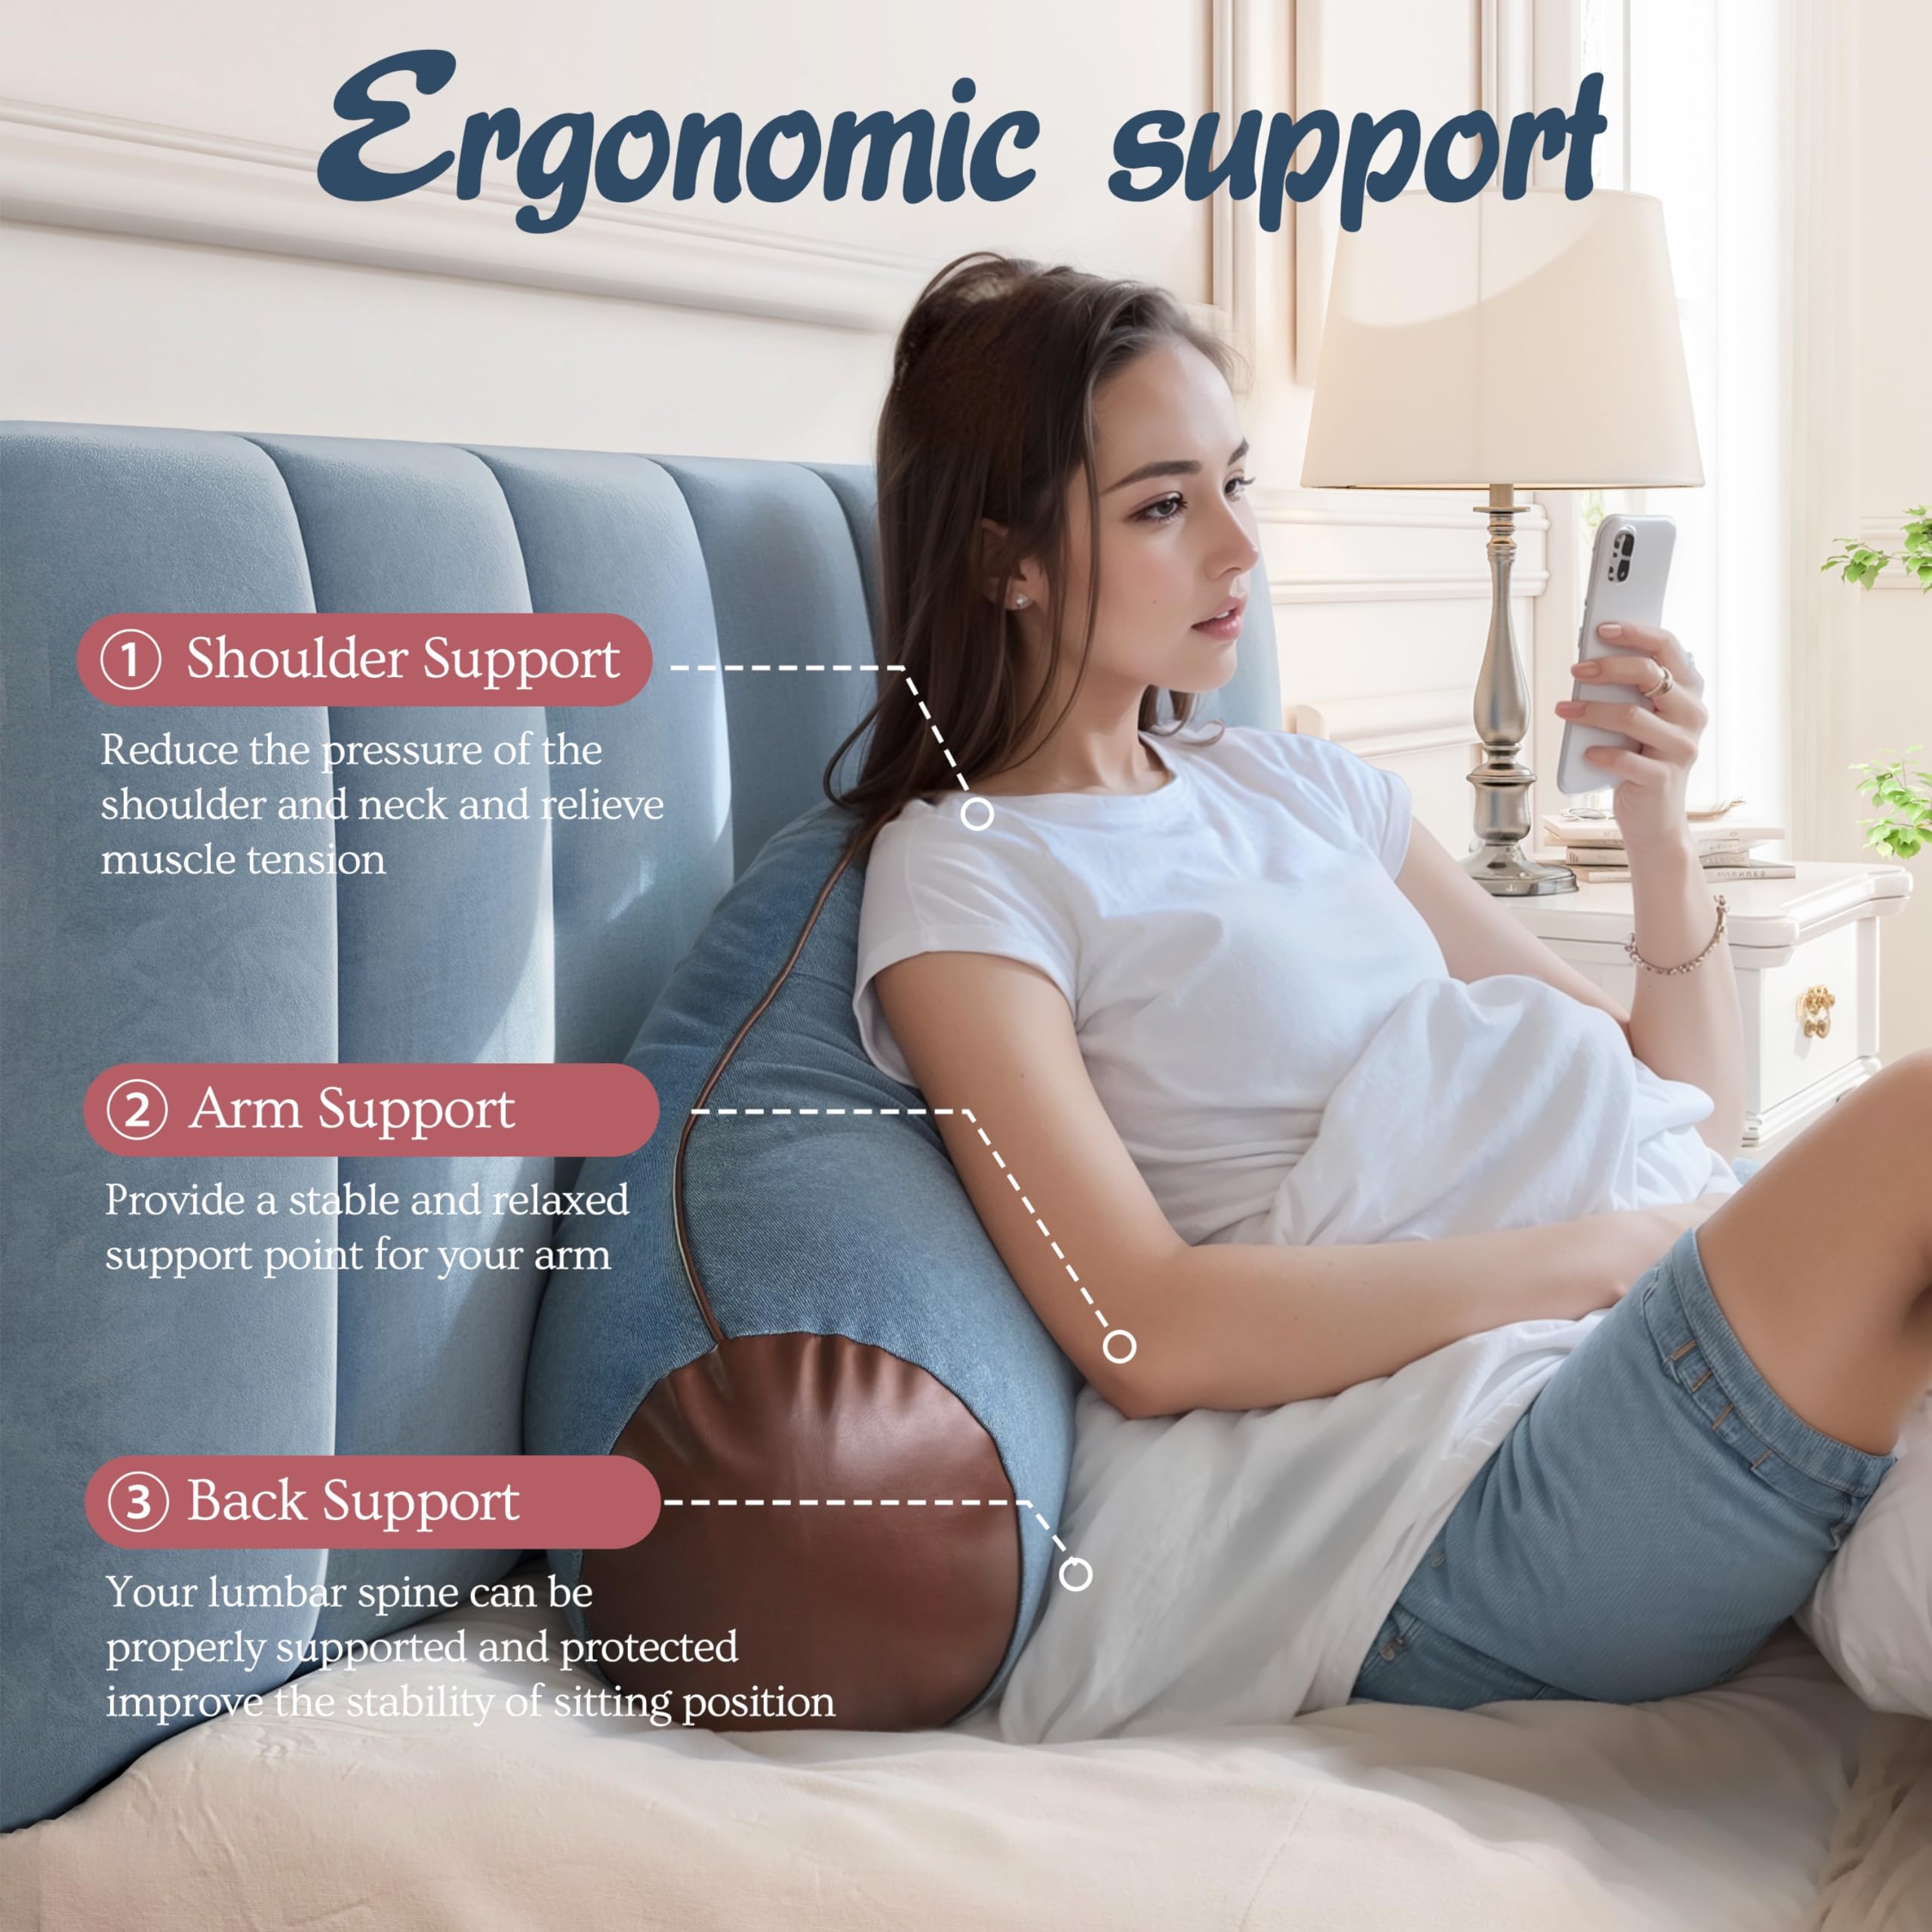 Ergonomic support
1 Shoulder Support
Reduce the pressure of the
shoulder and neck and relieve
muscle tension
2 Arm Support
Provide a stable and relaxed
support point for your arm
3 Back Support
Your lumbar spine can be
properly supported and protected
improve the stability of sitting position